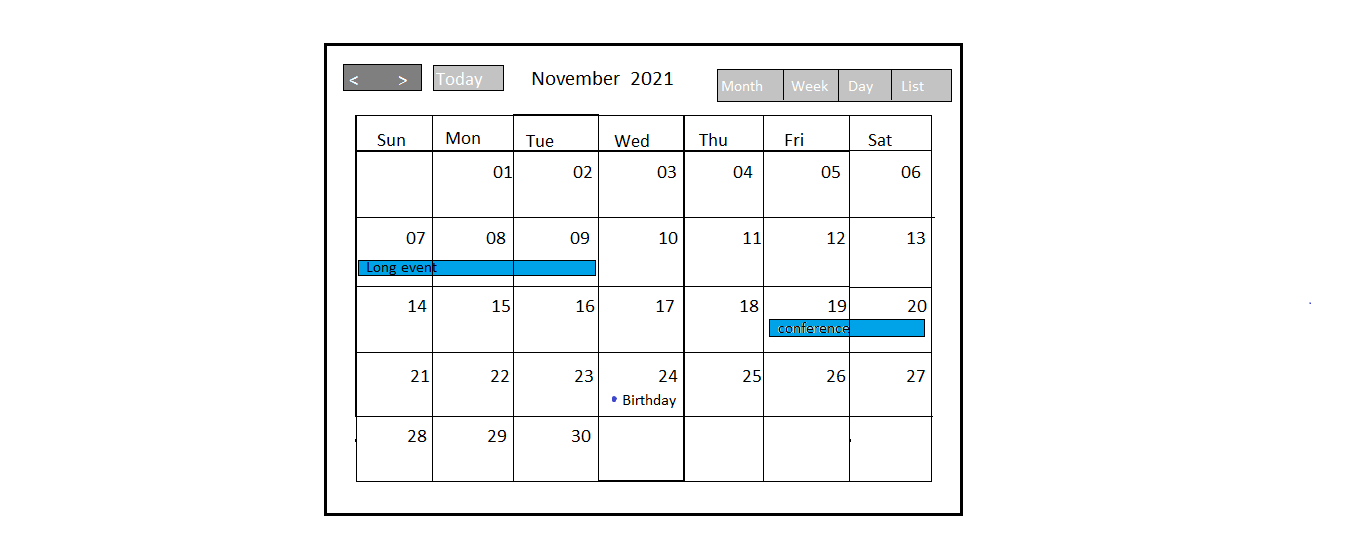 < > Today November 2021 Month Week Day List
Sun Mon Tue Wed Thu Fri Sat
01 02 03 04 05 06
07 08 09 10 11 12 13
Long event
14 15 16 17 18 19 20
conference
21 22 23 24 25 26 27
Birthday
28 29 30